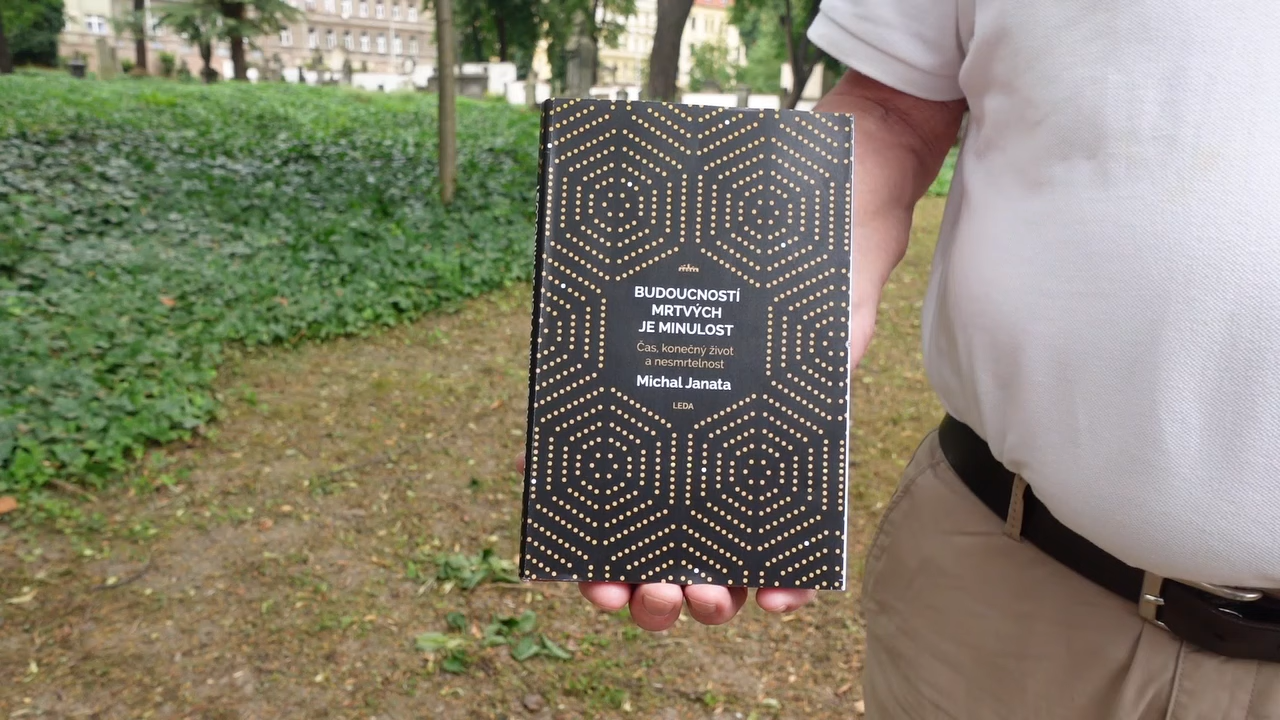 BUDOUCNOSTÍ
MRTVÝCH
JE MINULOST
Čas, konečný život
a nesmrtelnost
Michal Janata
LEDA